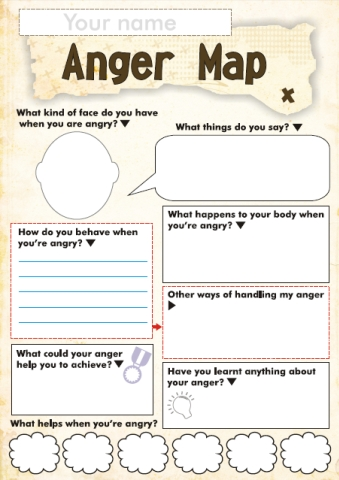 Your name
Anger Map
What kind of face do you have
when you are angry? ▼
What things do you say? ▼
How do you behave when
you're angry? ▼
What happens to your body when
you're angry? ▼
Other ways of handling my anger
▶
What could your anger
help you to achieve? ▼
Have you learnt anything about
your anger? ▼
What helps when you're angry?